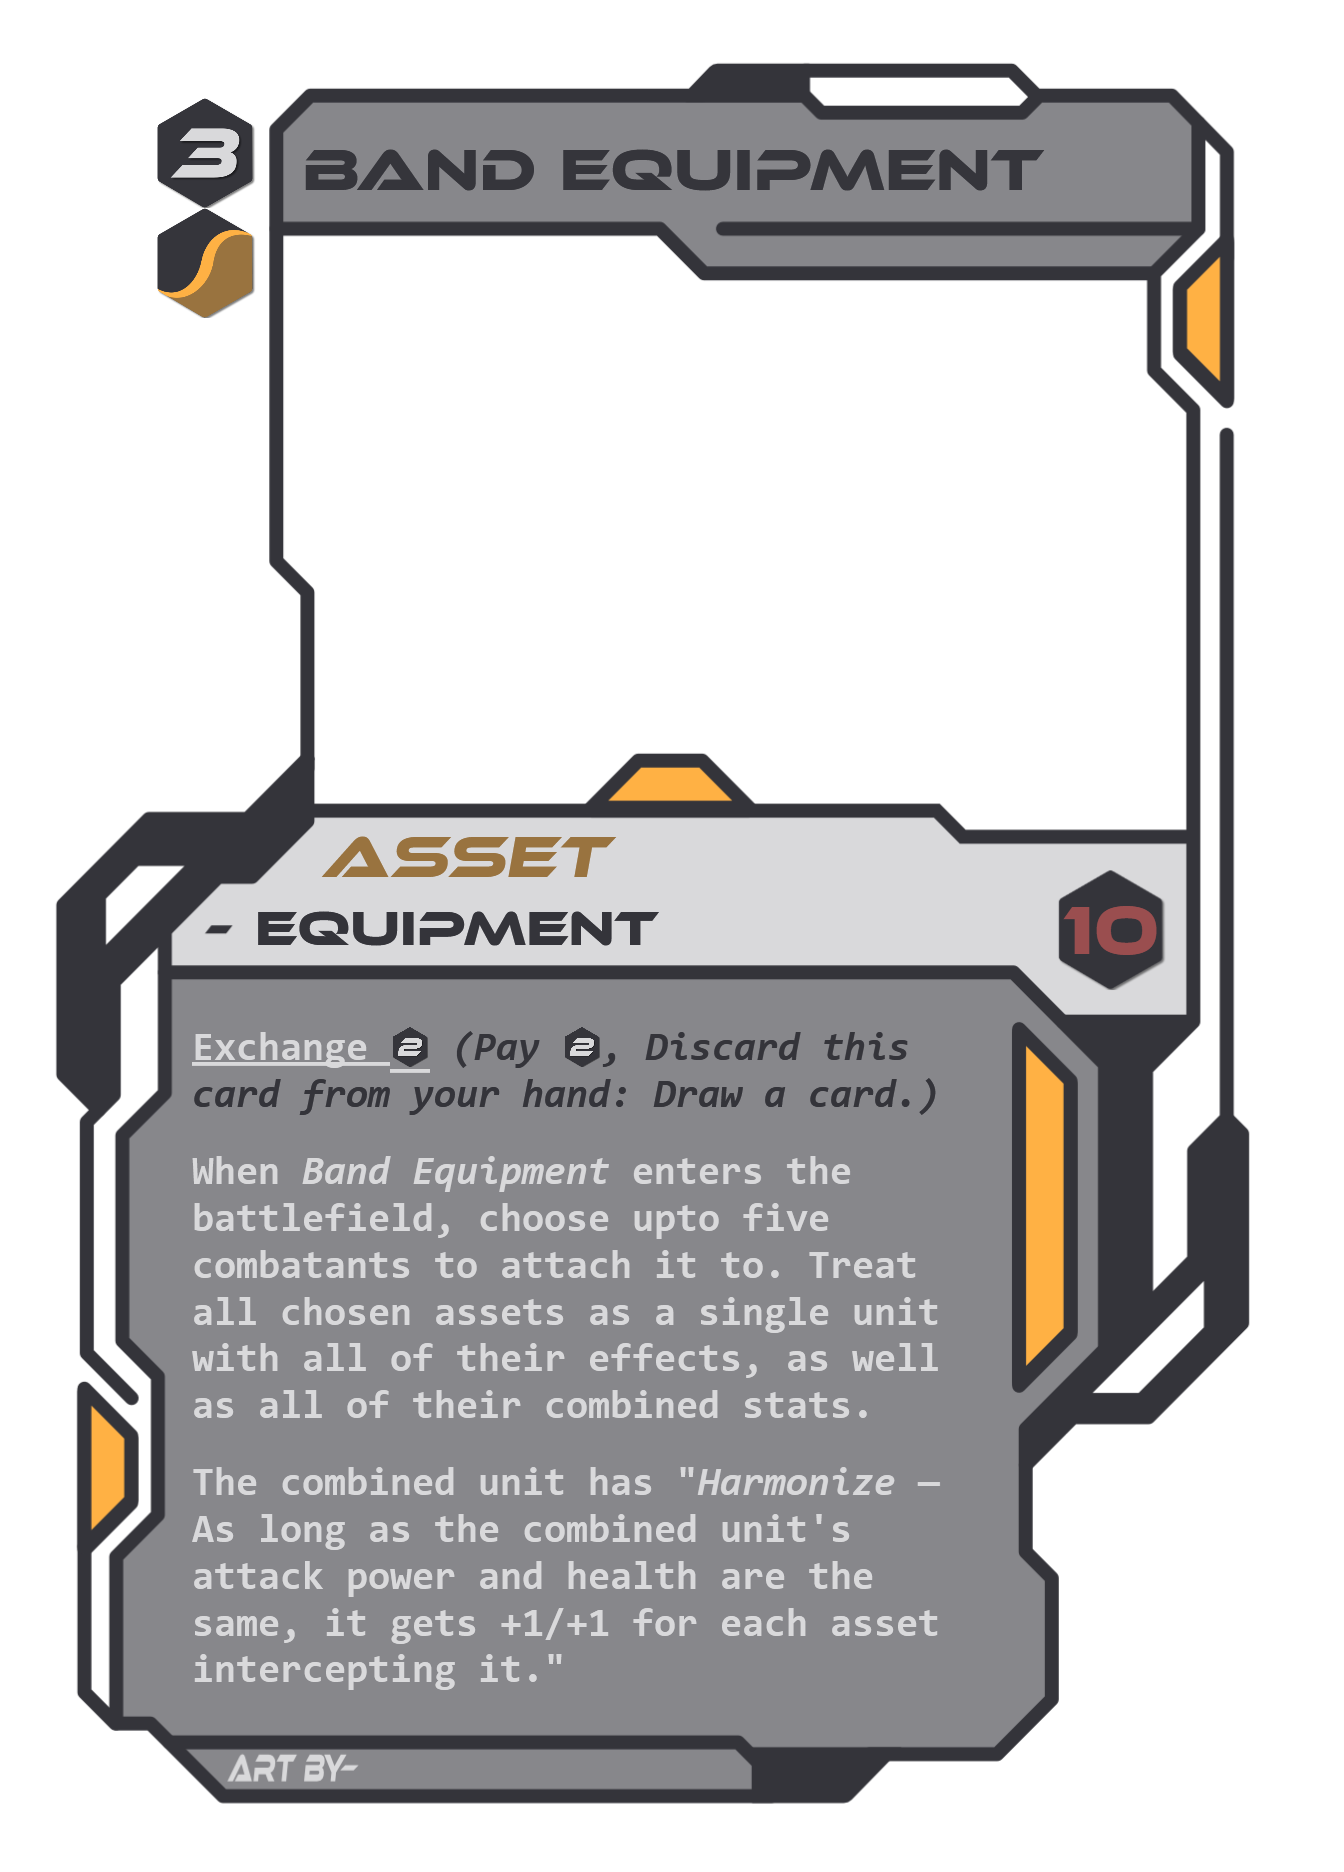 3
BAND EQUIPMENT
ASSET
- EQUIPMENT
10
Exchange 2 (Pay 2, Discard this
card from your hand: Draw a card.)
When Band Equipment enters the
battlefield, choose upto five
combatants to attach it to. Treat
all chosen assets as a single unit
with all of their effects, as well
as all of their combined stats.
The combined unit has "Harmonize —
As long as the combined unit's
attack power and health are the
same, it gets +1/+1 for each asset
intercepting it."
ART BY-